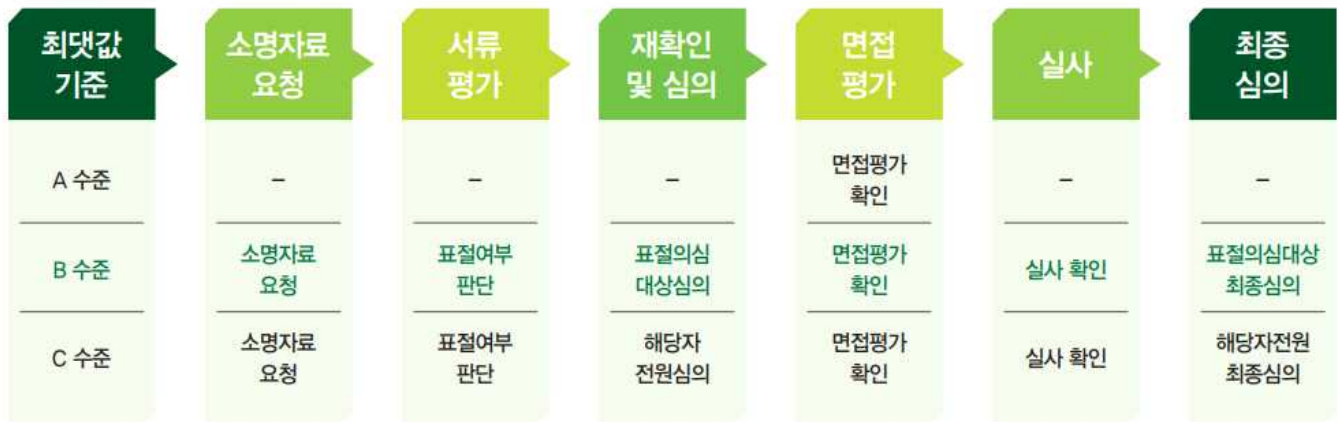 최댓값
기준
소명자료
요청
서류
평가
재확인
및 심의
면접
평가
실사
최종
심의
A 수준
–
–
–
면접평가
확인
–
–
B 수준
소명자료
요청
표절여부
판단
표절의심
대상심의
면접평가
확인
실사 확인
표절의심대상
최종심의
C 수준
소명자료
요청
표절여부
판단
해당자
전원심의
면접평가
확인
실사 확인
해당자전원
최종심의